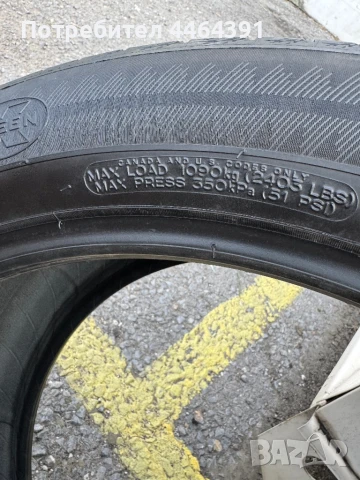 Потребител 4464391
CANADA AND U.S. CODES ONLY
MAX LOAD 1090kg (2403 LBS)
MAX PRESS 350kPa (51 PSI)
BAZAR